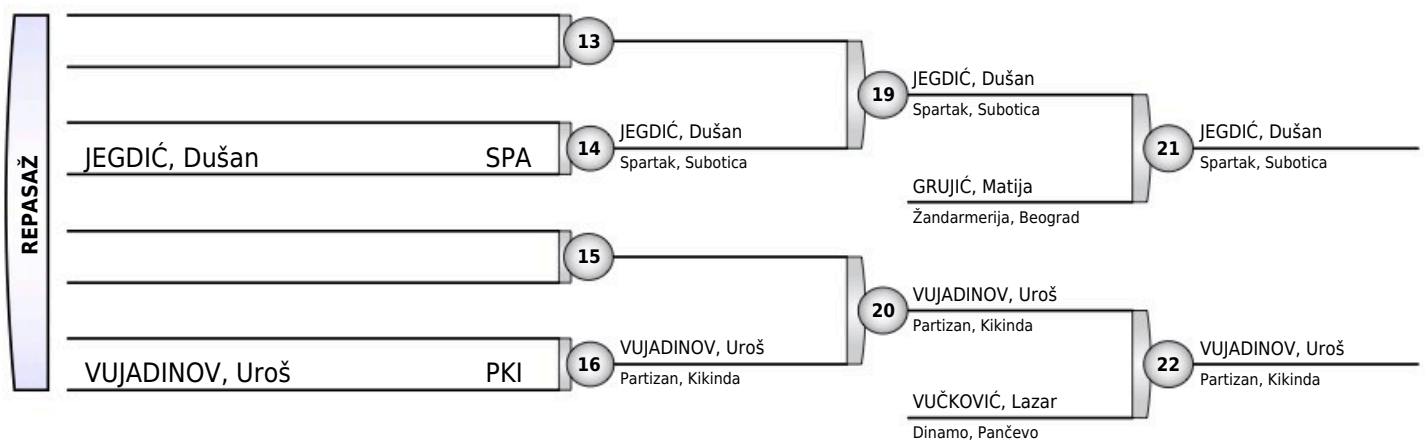 REPASAŽ
13
JEGDIĆ, Dušan SPA
14
JEGDIĆ, Dušan
Spartak, Subotica
19
JEGDIĆ, Dušan
Spartak, Subotica
GRUJIĆ, Matija
Žandarmerija, Beograd
21
JEGDIĆ, Dušan
Spartak, Subotica
15
VUJADINOV, Uroš PKI
16
VUJADINOV, Uroš
Partizan, Kikinda
20
VUJADINOV, Uroš
Partizan, Kikinda
VUČKOVIĆ, Lazar
Dinamo, Pančevo
22
VUJADINOV, Uroš
Partizan, Kikinda